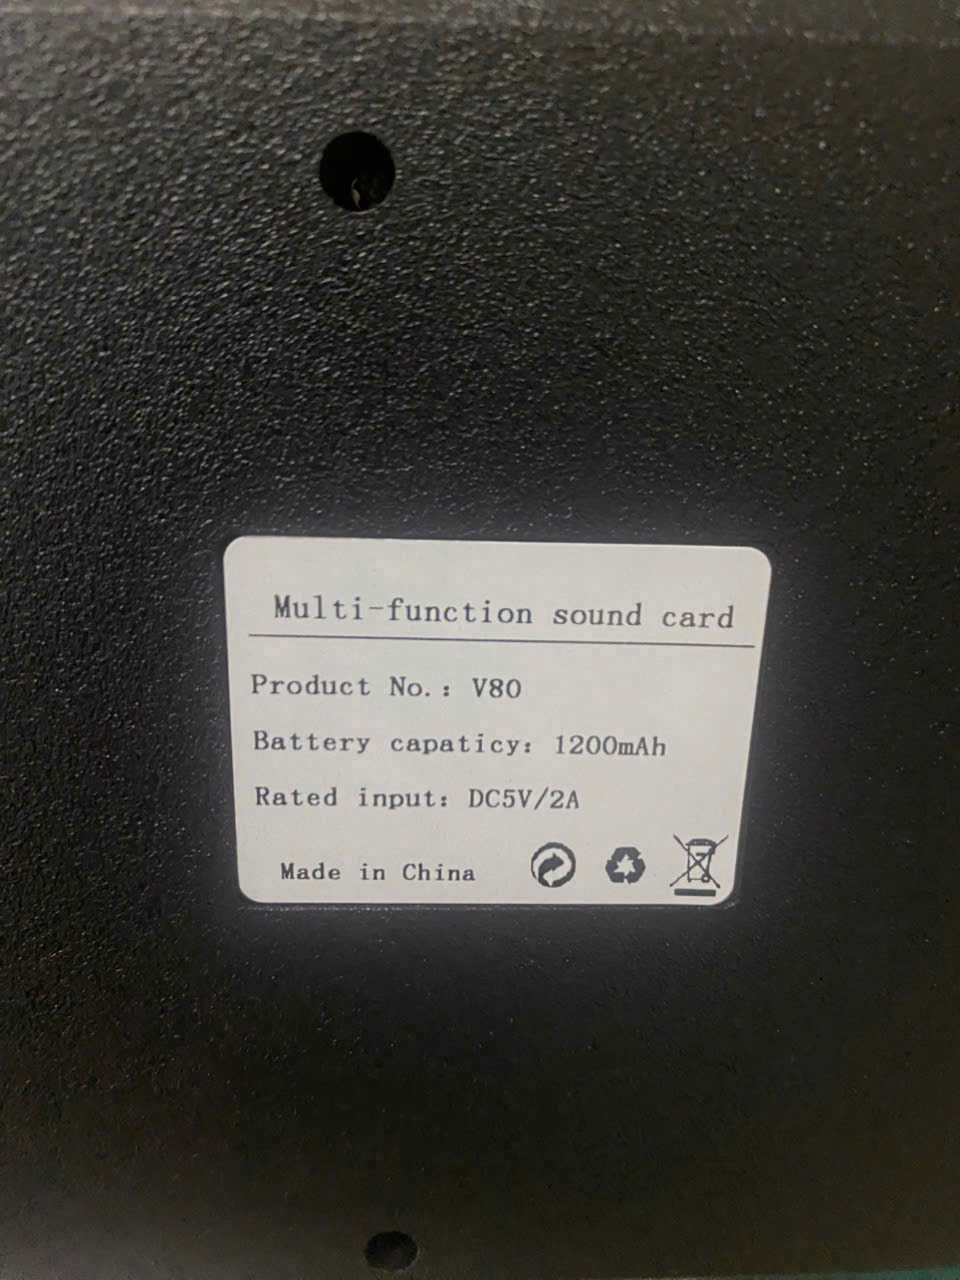 Multi-function sound card
Product No.: V80
Battery capaticy: 1200mAh
Rated input: DC5V/2A
Made in China